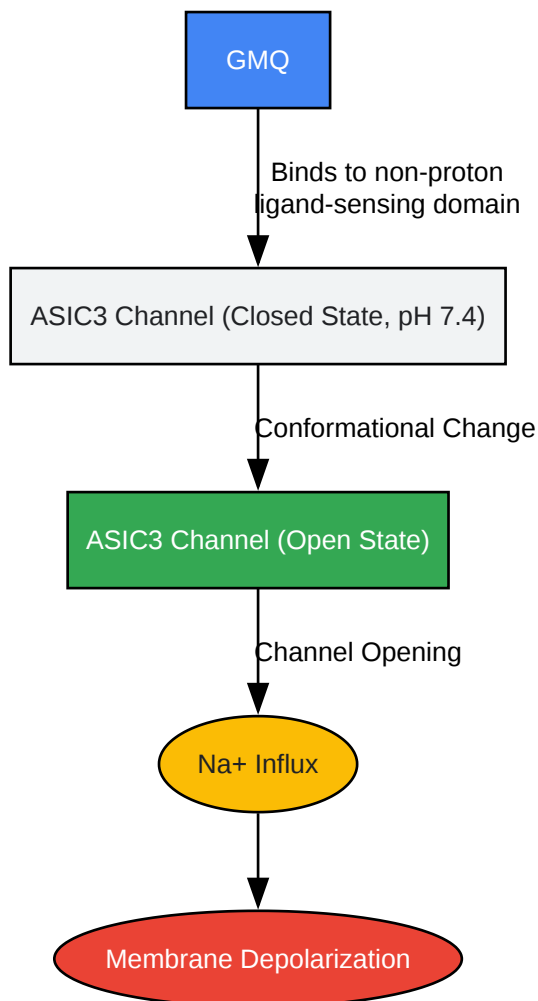 GMQ
Binds to non-proton
ligand-sensing domain
ASIC3 Channel (Closed State, pH 7.4)
Conformational Change
ASIC3 Channel (Open State)
Channel Opening
Na+ Influx
Membrane Depolarization